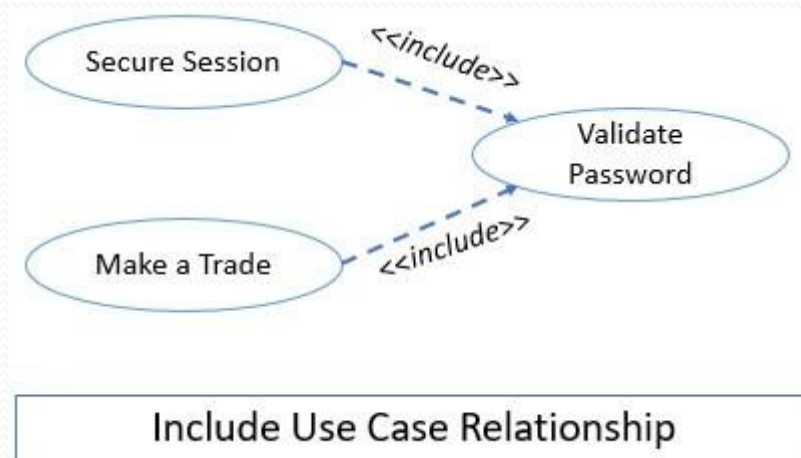 Secure Session
<<include>>
Validate
Password
Make a Trade
<<include>>
Include Use Case Relationship